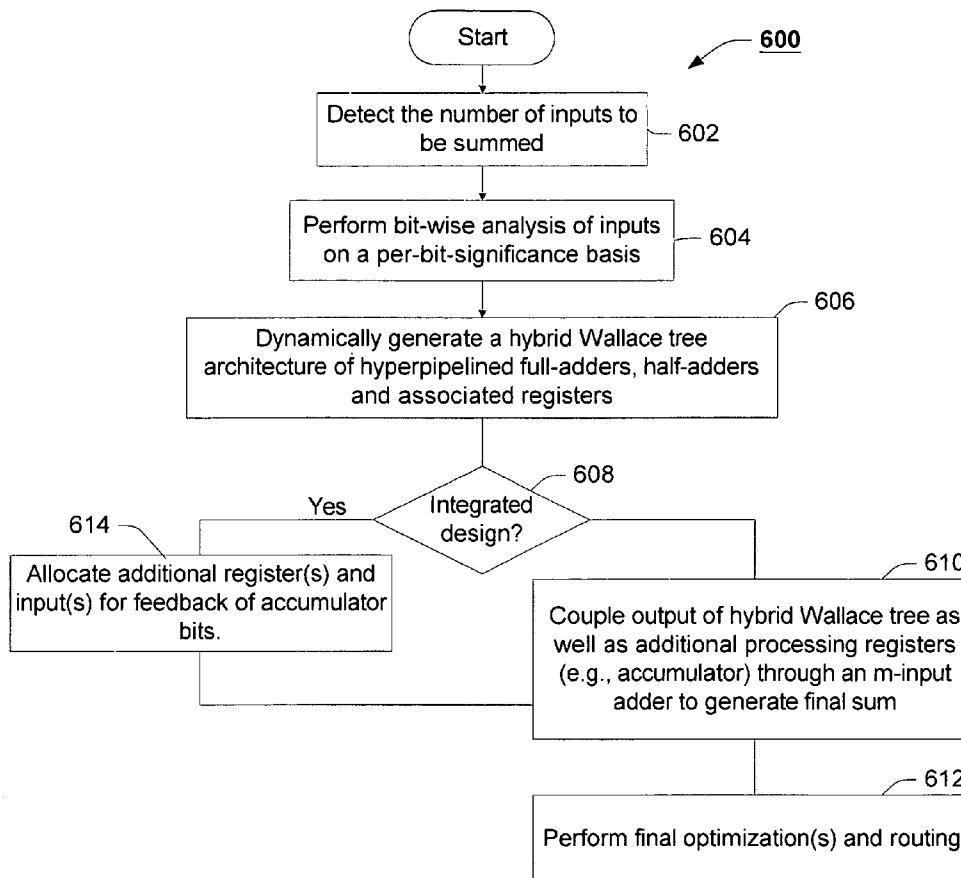 Start
600
Detect the number of inputs to
be summed
602
Perform bit-wise analysis of inputs
on a per-bit-significance basis
604
606
Dynamically generate a hybrid Wallace tree
architecture of hyperpipelined full-adders, half-adders
and associated registers
608
Yes
Integrated
design?
614
Allocate additional register(s) and
input(s) for feedback of accumulator
bits.
610
Couple output of hybrid Wallace tree as
well as additional processing registers
(e.g., accumulator) through an m-input
adder to generate final sum
612
Perform final optimization(s) and routing